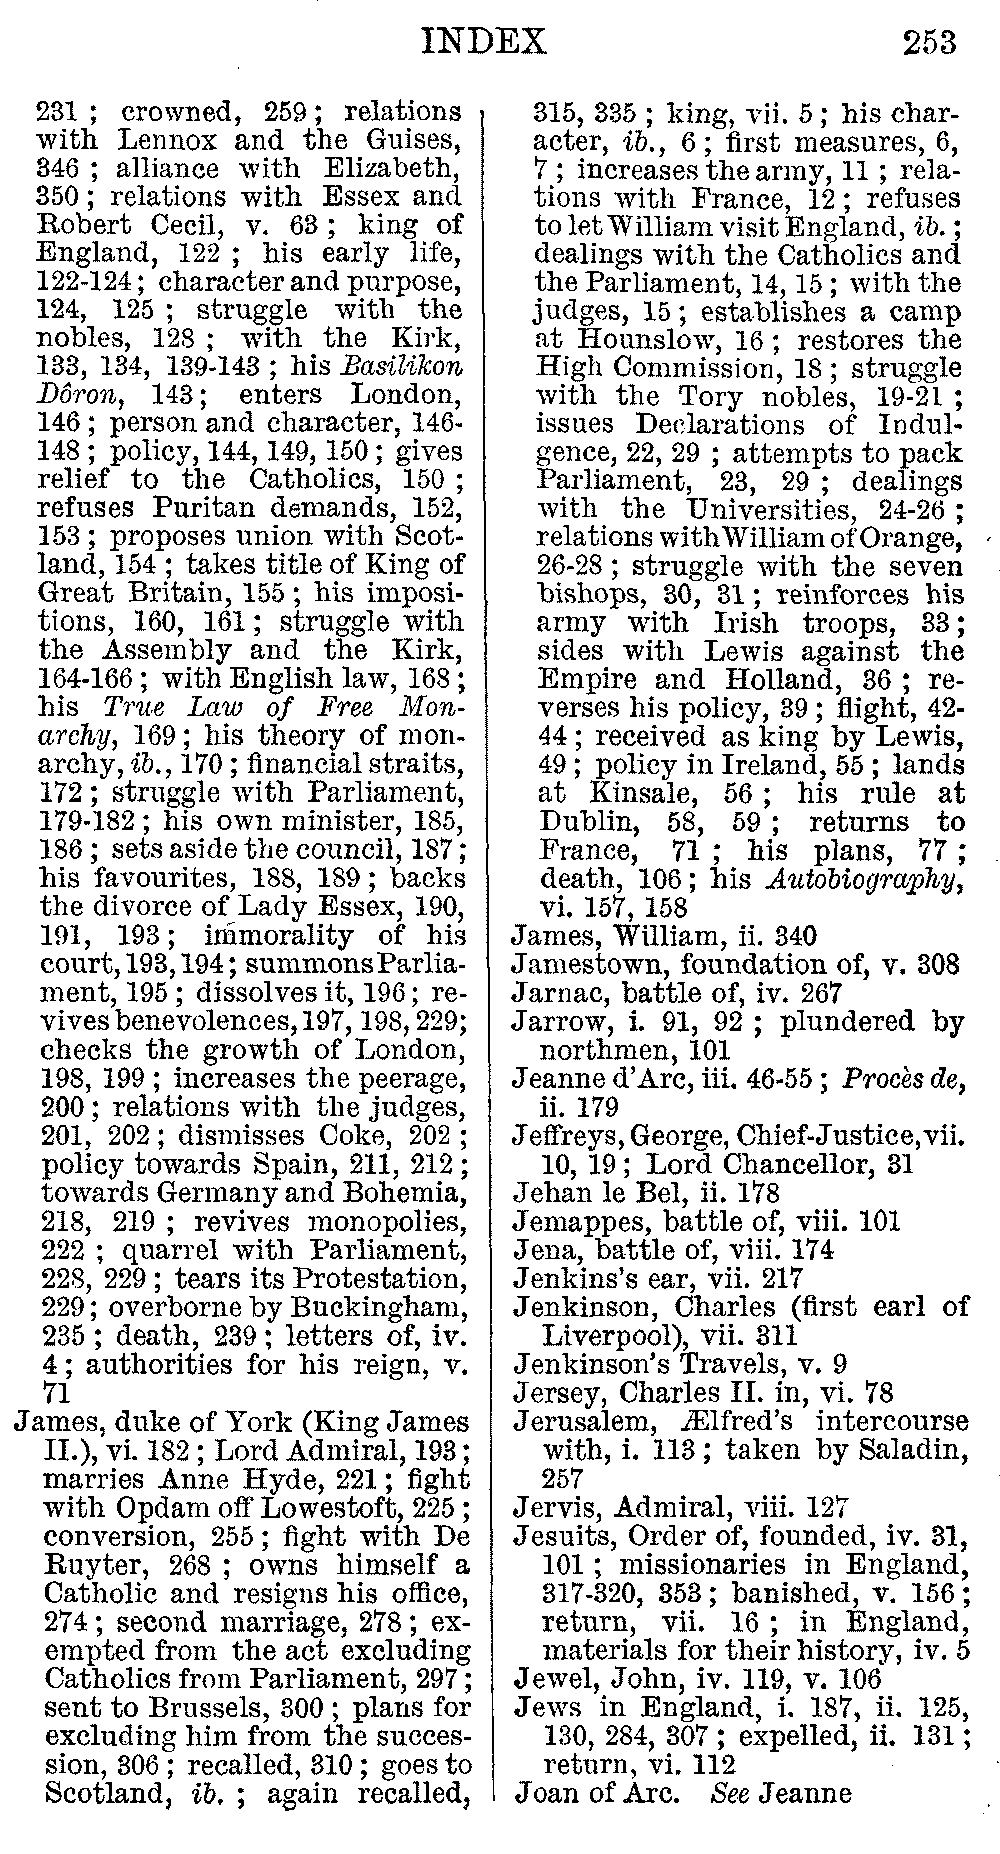 INDEX 253
231 ; crowned, 259 ; relations
with Lennox and the Guises,
346 ; alliance with Elizabeth,
350 ; relations with Essex and
Robert Cecil, v. 63 ; king of
England, 122 ; his early life,
122-124 ; character and purpose,
124, 125 ; struggle with the
nobles, 128 ; with the Kirk,
133, 134, 139-143 ; his Basilikon
Dôron, 143 ; enters London,
146 ; person and character, 146-
148 ; policy, 144, 149, 150 ; gives
relief to the Catholics, 150 ;
refuses Puritan demands, 152,
153 ; proposes union with Scot-
land, 154 ; takes title of King of
Great Britain, 155 ; his imposi-
tions, 160, 161 ; struggle with
the Assembly and the Kirk,
164-166 ; with English law, 168 ;
his True Law of Free Mon-
archy, 169 ; his theory of mon-
archy, ib., 170 ; financial straits,
172 ; struggle with Parliament,
179-182 ; his own minister, 185,
186 ; sets aside the council, 187 ;
his favourites, 188, 189 ; backs
the divorce of Lady Essex, 190,
191, 193 ; immorality of his
court, 193, 194 ; summons Parlia-
ment, 195 ; dissolves it, 196 ; re-
vives benevolences, 197, 198, 229;
checks the growth of London,
198, 199 ; increases the peerage,
200 ; relations with the judges,
201, 202 ; dismisses Coke, 202 ;
policy towards Spain, 211, 212 ;
towards Germany and Bohemia,
218, 219 ; revives monopolies,
222 ; quarrel with Parliament,
228, 229 ; tears its Protestation,
229 ; overborne by Buckingham,
235 ; death, 239 ; letters of, iv.
4 ; authorities for his reign, v.
71
James, duke of York (King James
II.), vi. 182 ; Lord Admiral, 193 ;
marries Anne Hyde, 221 ; fight
with Opdam off Lowestoft, 225 ;
conversion, 255 ; fight with De
Ruyter, 268 ; owns himself a
Catholic and resigns his office,
274 ; second marriage, 278 ; ex-
empted from the act excluding
Catholics from Parliament, 297 ;
sent to Brussels, 300 ; plans for
excluding him from the succes-
sion, 306 ; recalled, 310 ; goes to
Scotland, ib. ; again recalled,
315, 335 ; king, vii. 5 ; his char-
acter, ib., 6 ; first measures, 6,
7 ; increases the army, 11 ; rela-
tions with France, 12 ; refuses
to let William visit England, ib. ;
dealings with the Catholics and
the Parliament, 14, 15 ; with the
judges, 15 ; establishes a camp
at Hounslow, 16 ; restores the
High Commission, 18 ; struggle
with the Tory nobles, 19-21 ;
issues Declarations of Indul-
gence, 22, 29 ; attempts to pack
Parliament, 23, 29 ; dealings
with the Universities, 24-26 ;
relations with William of Orange,
26-28 ; struggle with the seven
bishops, 30, 31 ; reinforces his
army with Irish troops, 33 ;
sides with Lewis against the
Empire and Holland, 36 ; re-
verses his policy, 39 ; flight, 42-
44 ; received as king by Lewis,
49 ; policy in Ireland, 55 ; lands
at Kinsale, 56 ; his rule at
Dublin, 58, 59 ; returns to
France, 71 ; his plans, 77 ;
death, 106 ; his Autobiography,
vi. 157, 158
James, William, ii. 340
Jamestown, foundation of, v. 308
Jarnac, battle of, iv. 267
Jarrow, i. 91, 92 ; plundered by
northmen, 101
Jeanne d'Arc, iii. 46-55 ; Procès de,
ii. 179
Jeffreys, George, Chief-Justice, vii.
10, 19 ; Lord Chancellor, 31
Jehan le Bel, ii. 178
Jemappes, battle of, viii. 101
Jena, battle of, viii. 174
Jenkins's ear, vii. 217
Jenkinson, Charles (first earl of
Liverpool), vii. 311
Jenkinson's Travels, v. 9
Jersey, Charles II. in, vi. 78
Jerusalem, Ælfred's intercourse
with, i. 113 ; taken by Saladin,
257
Jervis, Admiral, viii. 127
Jesuits, Order of, founded, iv. 31,
101 ; missionaries in England,
317-320, 353 ; banished, v. 156 ;
return, vii. 16 ; in England,
materials for their history, iv. 5
Jewel, John, iv. 119, v. 106
Jews in England, i. 187, ii. 125,
130, 284, 307 ; expelled, ii. 131 ;
return, vi. 112
Joan of Arc. See Jeanne